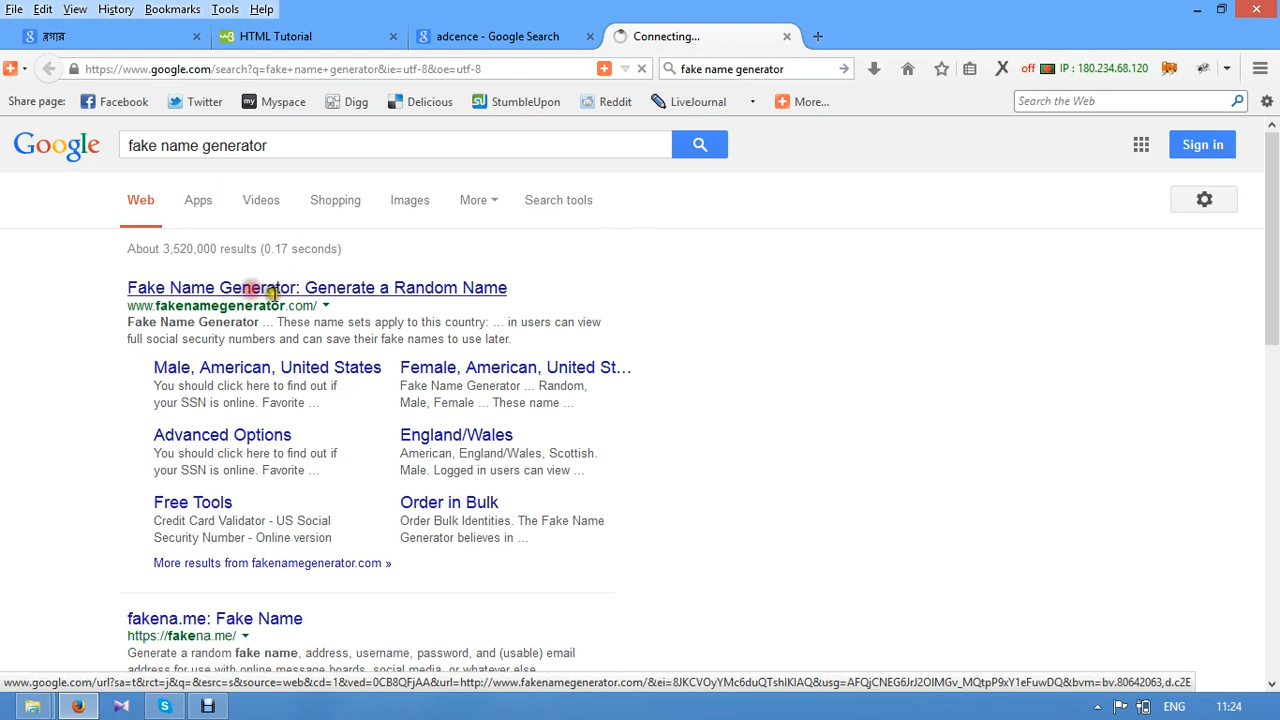 File Edit View History Bookmarks Tools Help
ব্লগার HTML Tutorial adcence - Google Search Connecting...
https://www.google.com/search?q=fake+name+generator&ie=utf-8&oe=utf-8 fake name generator off IP : 180.234.68.120
Share page: Facebook Twitter Myspace Digg Delicious StumbleUpon Reddit LiveJournal More... Search the Web
Google fake name generator Sign in
Web Apps Videos Shopping Images More Search tools
About 3,520,000 results (0.17 seconds)
Fake Name Generator: Generate a Random Name
www.fakenamegenerator.com/
Fake Name Generator ... These name sets apply to this country: ... in users can view
full social security numbers and can save their fake names to use later.
Male, American, United States
You should click here to find out if
your SSN is online. Favorite ...
Female, American, United St...
Fake Name Generator ... Random,
Male, Female ... These name ...
Advanced Options
You should click here to find out if
your SSN is online. Favorite ...
England/Wales
American, England/Wales, Scottish.
Male. Logged in users can view ...
Free Tools
Credit Card Validator - US Social
Security Number - Online version
Order in Bulk
Order Bulk Identities. The Fake Name
Generator believes in ...
More results from fakenamegenerator.com »
fakena.me: Fake Name
https://fakena.me/
Generate a random fake name, address, username, password, and (usable) email
address for use with online message boards, social media, or whatever else
www.google.com/url?sa=t&rct=j&q=&esrc=s&source=web&cd=1&ved=0CB8QFjAA&url=http://www.fakenamegenerator.com/
ENG 11:24